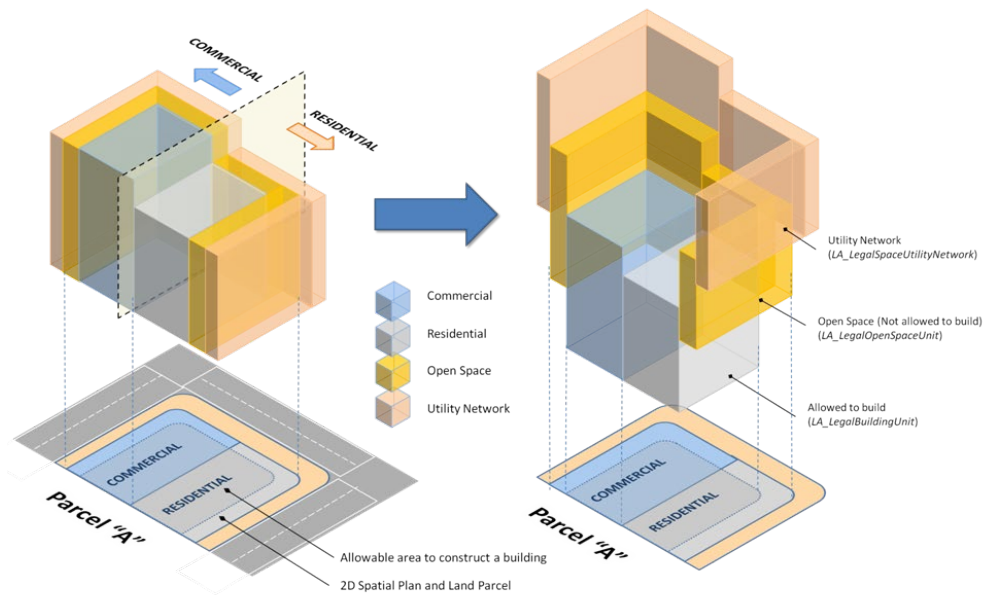 COMMERCIAL
RESIDENTIAL
Utility Network
(LA_LegalSpaceUtilityNetwork)
Commercial
Residential
Open Space
Utility Network
Open Space (Not allowed to build)
(LA_LegalOpenSpaceUnit)
Allowed to build
(LA_LegalBuildingUnit)
COMMERCIAL
RESIDENTIAL
Parcel “A”
COMMERCIAL
RESIDENTIAL
Parcel “A”
Allowable area to construct a building
2D Spatial Plan and Land Parcel